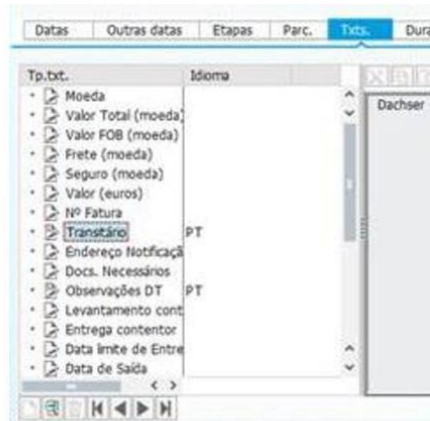 Datas Outras datas Etapas Parc. Txts. Dura
Tp.txt. Idioma
Moeda
Valor Total (moeda)
Valor FOB (moeda)
Frete (moeda)
Seguro (moeda)
Valor (euros)
Nº Fatura
Transitário PT
Endereço Notificaçã
Docs. Necessários
Observações DT PT
Levantamento cont
Entrega contentor
Data limite de Entre
Data de Saída
Dachser